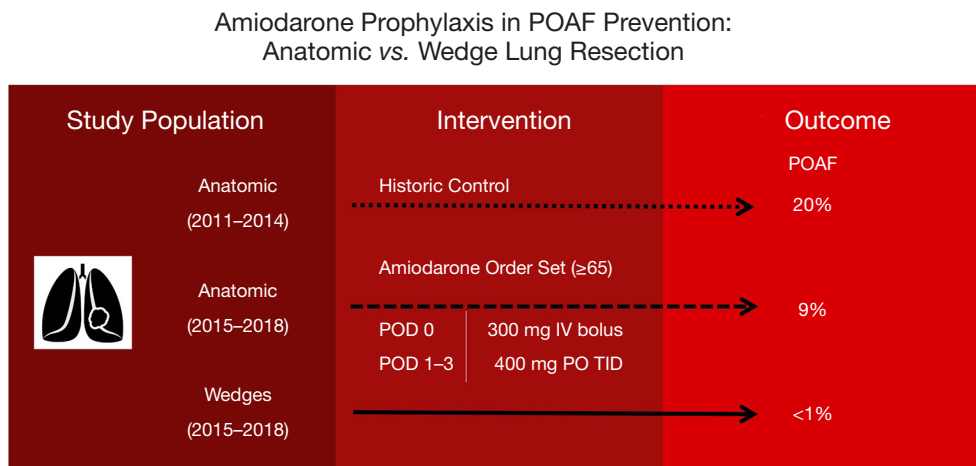 Amiodarone Prophylaxis in POAF Prevention:
Anatomic vs. Wedge Lung Resection
Study Population
Intervention
Outcome
POAF
Anatomic
(2011–2014)
Historic Control
20%
Anatomic
(2015–2018)
Amiodarone Order Set (≥65)
POD 0 300 mg IV bolus
POD 1–3 400 mg PO TID
9%
Wedges
(2015–2018)
<1%